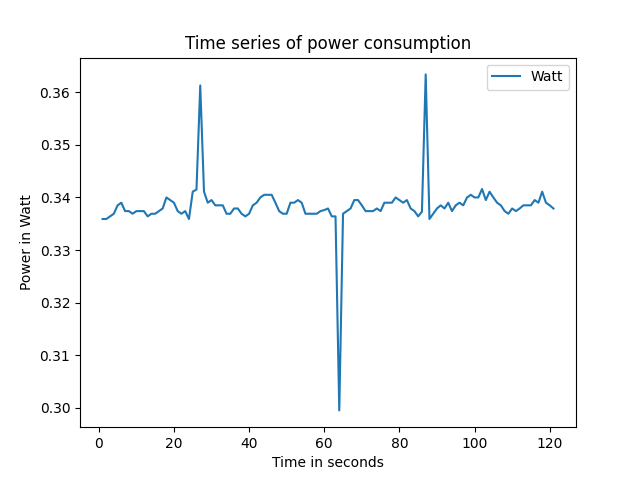 Time series of power consumption
Watt
0.36
0.35
0.34
0.33
0.32
0.31
0.30
Power in Watt
0 20 40 60 80 100 120
Time in seconds